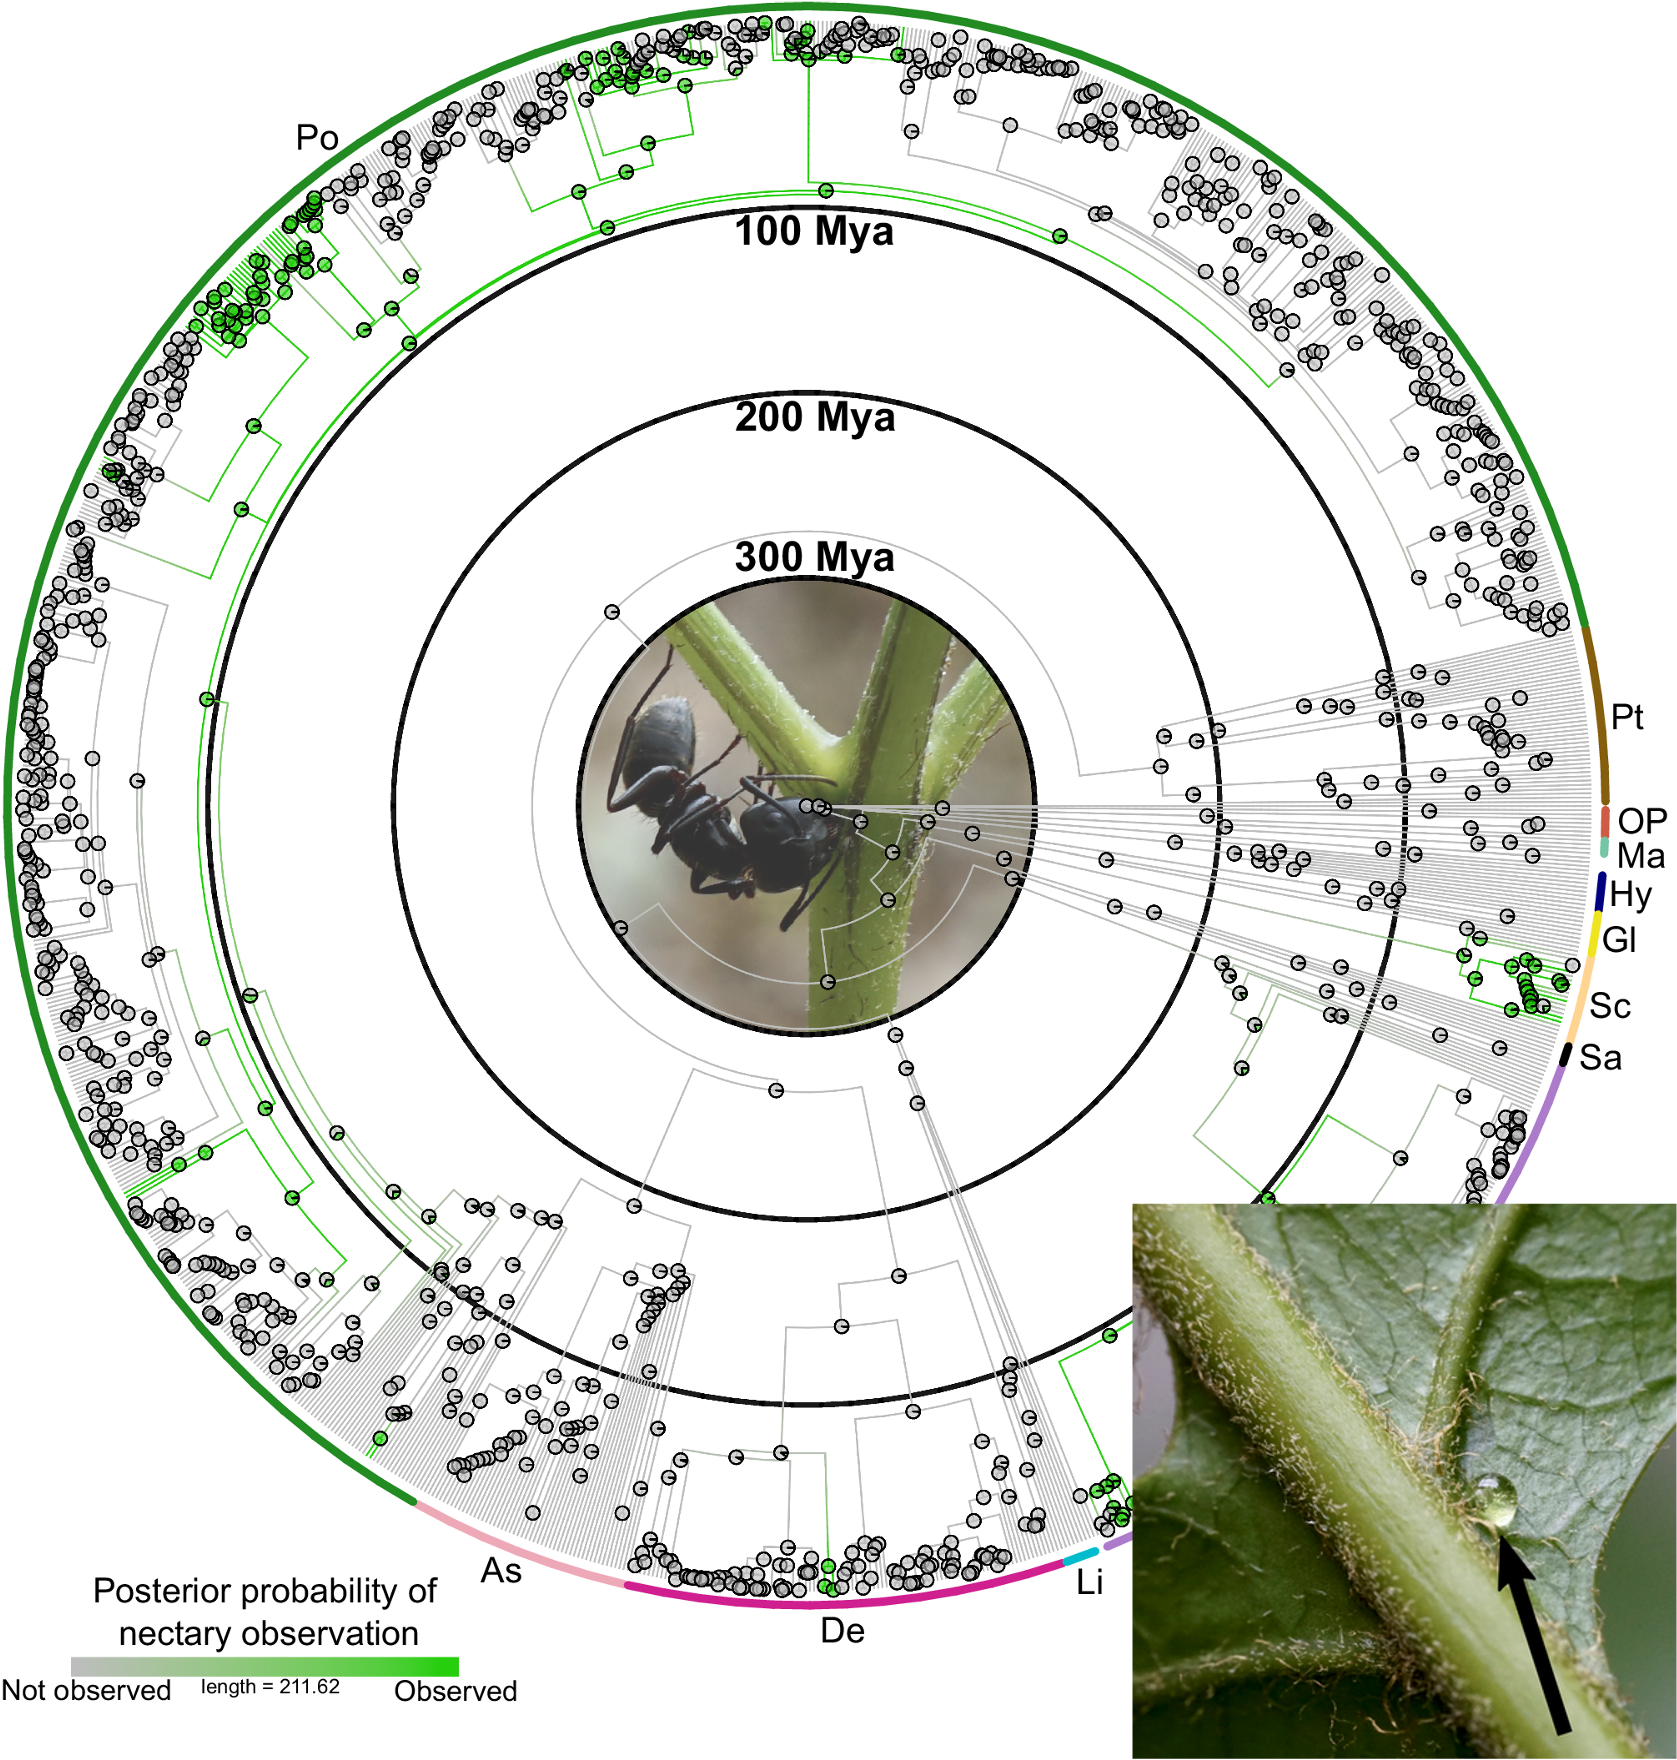 Po
100 Mya
200 Mya
300 Mya
Pt
OP
Ma
Hy
Gl
Sc
Sa
Li
De
As
Posterior probability of
nectary observation
Not observed length = 211.62 Observed